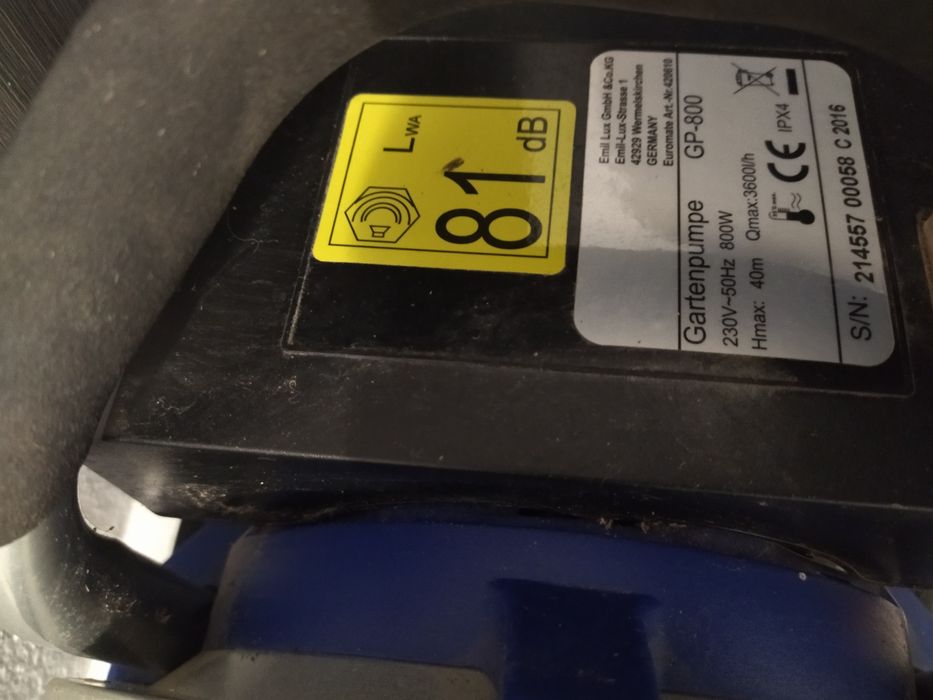 LWA
81
dB
Emil Lux GmbH &Co.KG
Emil-Lux-Strasse 1
42929 Wermelskirchen
GERMANY
Euromate Art.-Nr.420610
Gartenpumpe GP-800
230V~50Hz 800W
Hmax: 40m Qmax:3600l/h
CE IPX4
S/N: 214557 00058 C 2016